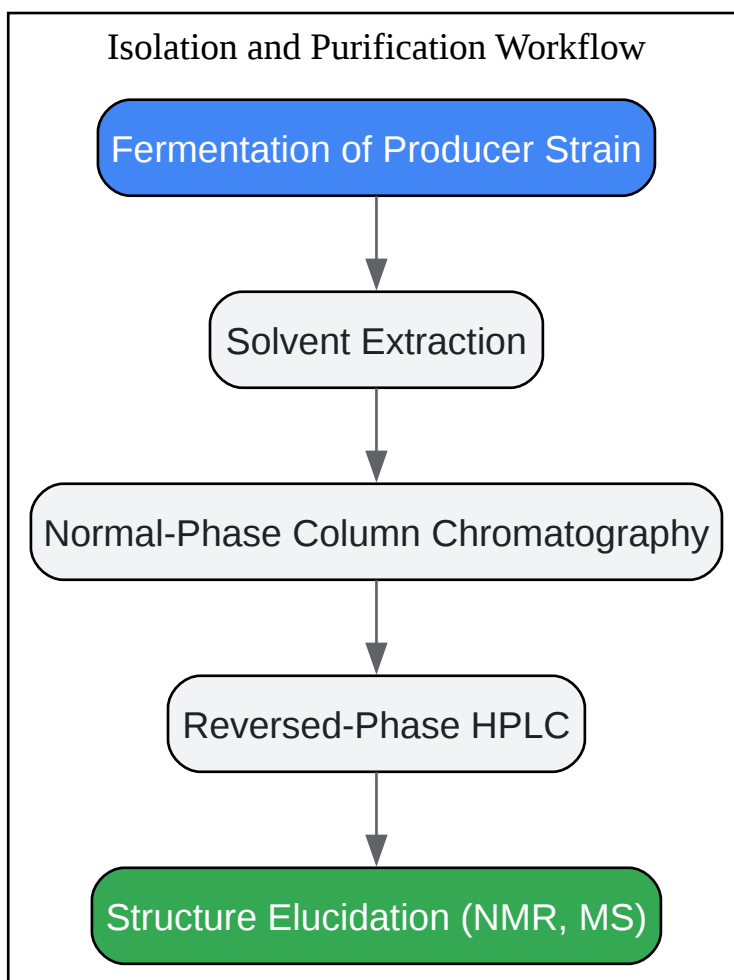 Isolation and Purification Workflow
Fermentation of Producer Strain
Solvent Extraction
Normal-Phase Column Chromatography
Reversed-Phase HPLC
Structure Elucidation (NMR, MS)